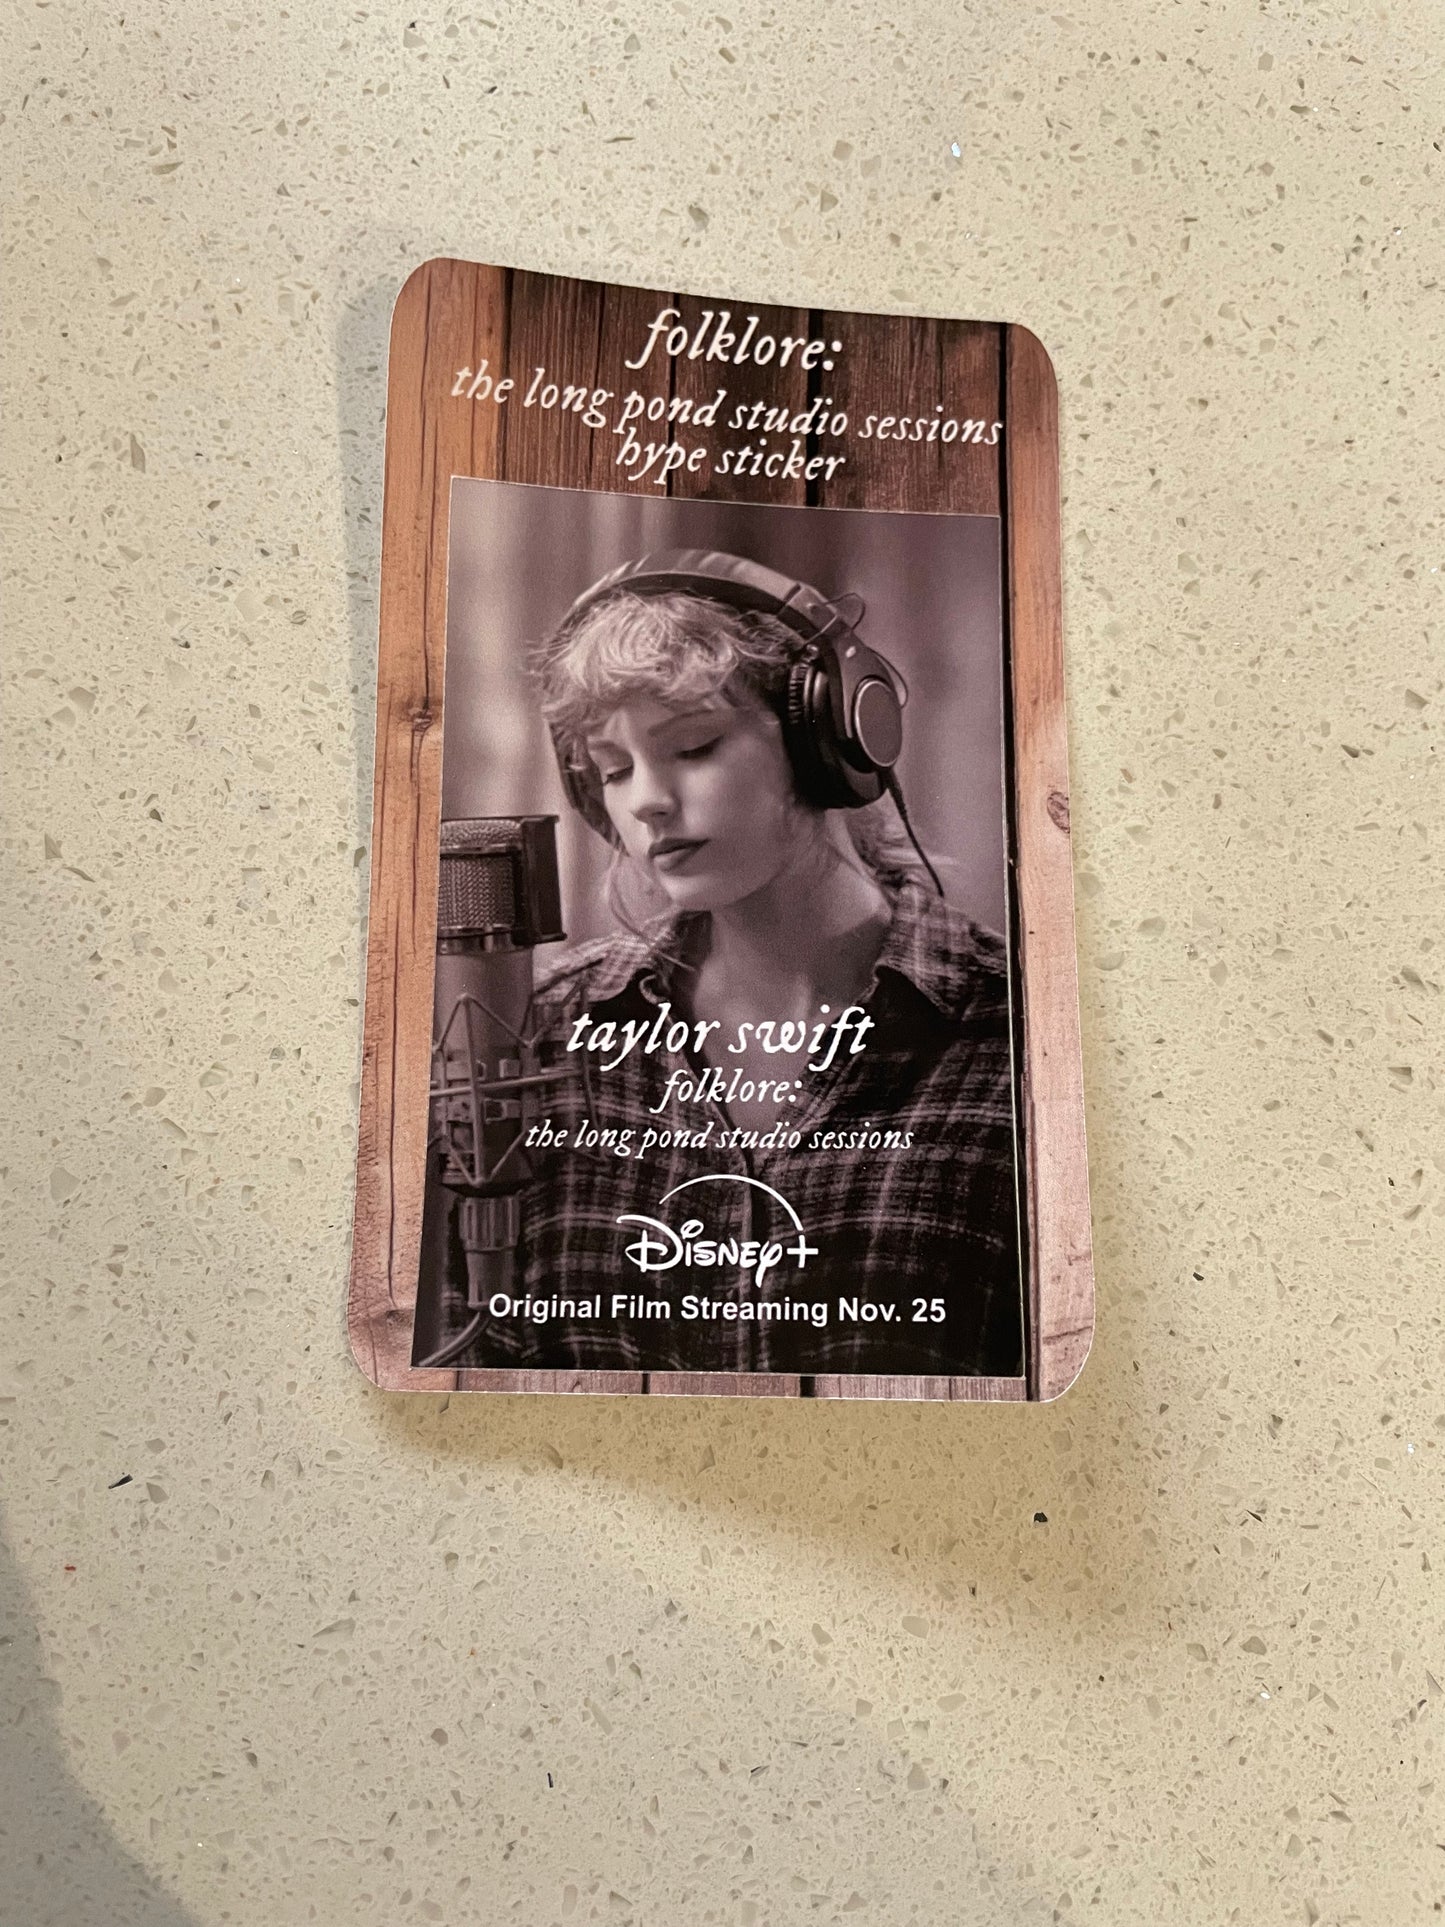 folklore:
the long pond studio sessions
hype sticker
taylor swift
folklore:
the long pond studio sessions
Disney+
Original Film Streaming Nov. 25